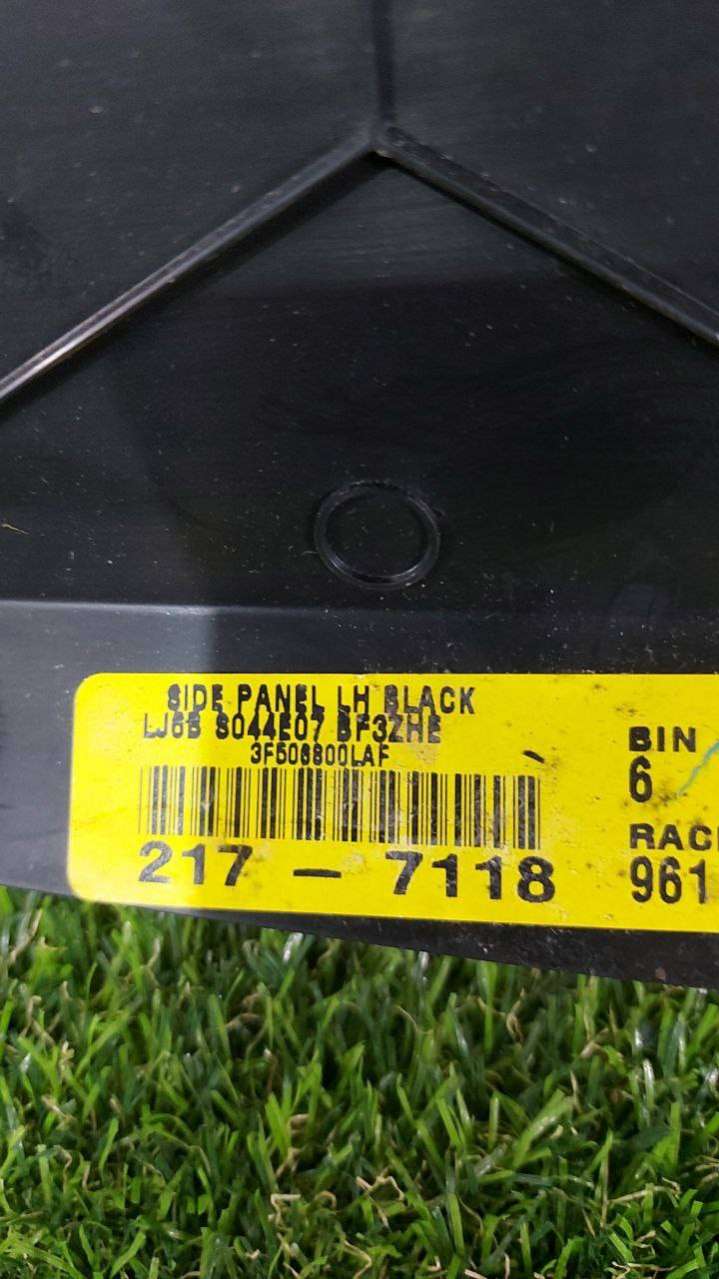 SIDE PANEL LH BLACK
LJ6B S044E07 BF3ZHE
3F506800LAF
217 - 7118
BIN
6
RAC
961